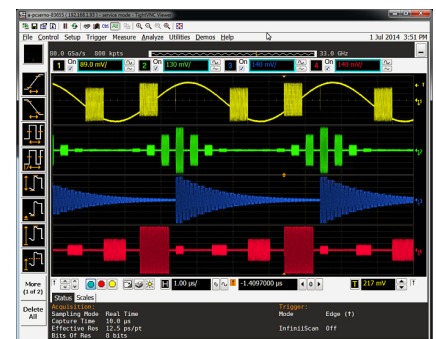 File Control Setup Trigger Measure Analyze Utilities Demos Help
1 Jul 2014 3:51 PM
80.0 GSa/s 800 kpts
33.0 GHz
1 On 89.0 mV/
2 On 130 mV/
3 On 140 mV/
4 On 140 mV/
More
(1 of 2)
Delete
All
H 1.00 µs/
-1.4097000 µs
0
T 217 mV
Status Scales
Acquisition:
Sampling Mode Real Time
Capture Time 10.0 µs
Effective Res 12.5 ps/pt
Bits Of Res 8 bits
Trigger:
Mode Edge (↑)
InfiniiScan Off